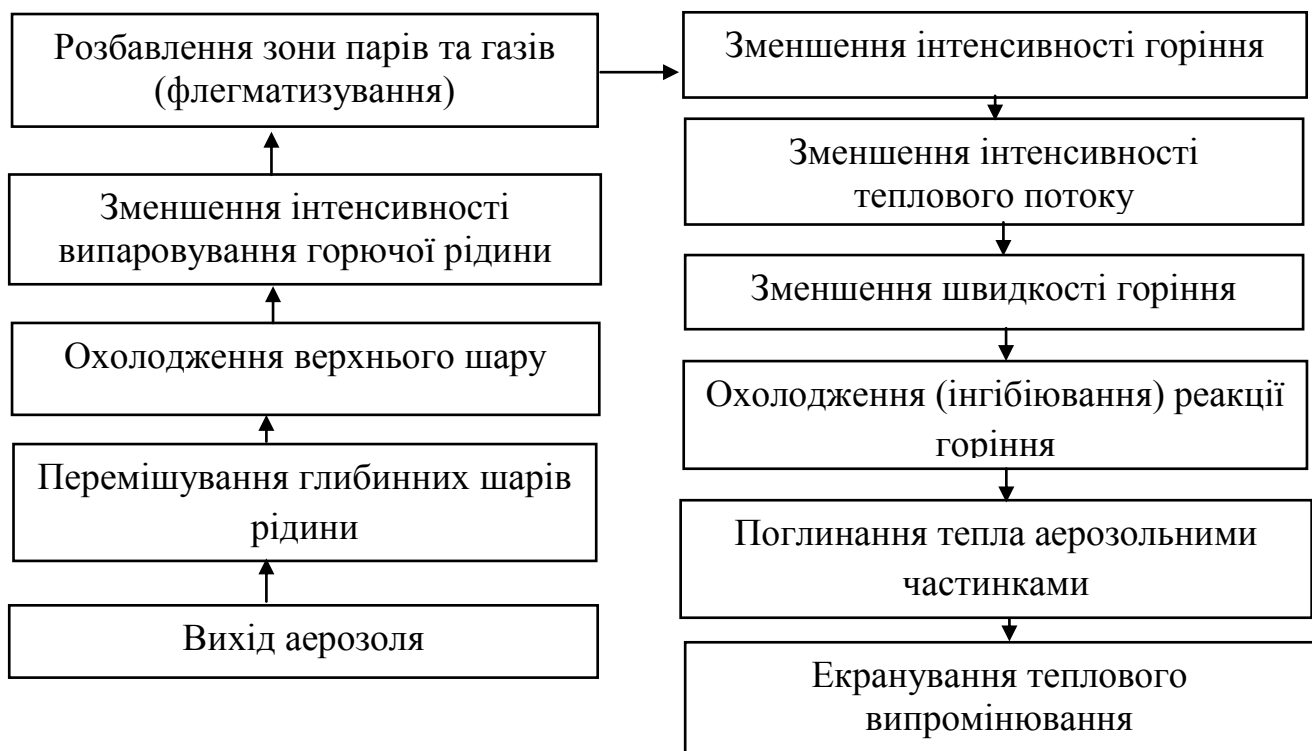 Розбавлення зони парів та газів
(флегматизування)
Зменшення інтенсивності
випаровування горючої рідини
Охолодження верхнього шару
Перемішування глибинних шарів
рідини
Вихід аерозоля
Зменшення інтенсивності горіння
Зменшення інтенсивності
теплового потоку
Зменшення швидкості горіння
Охолодження (інгібіювання) реакції
горіння
Поглинання тепла аерозольними
частинками
Екранування теплового
випромінювання